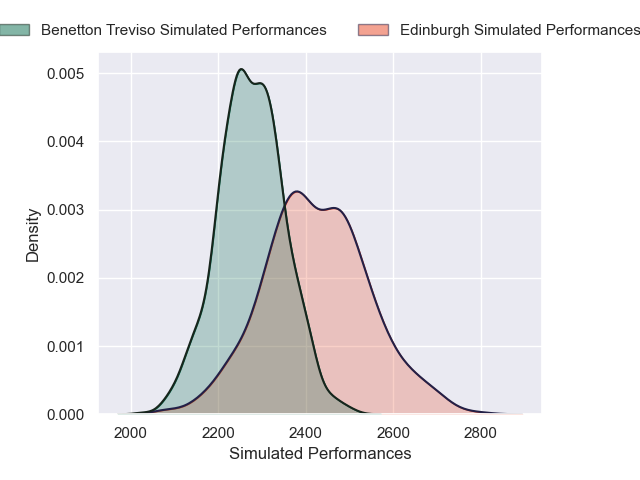 Benetton Treviso Simulated Performances
Edinburgh Simulated Performances
0.005
0.004
0.003
0.002
0.001
0.000
Density
2000 2200 2400 2600 2800
Simulated Performances